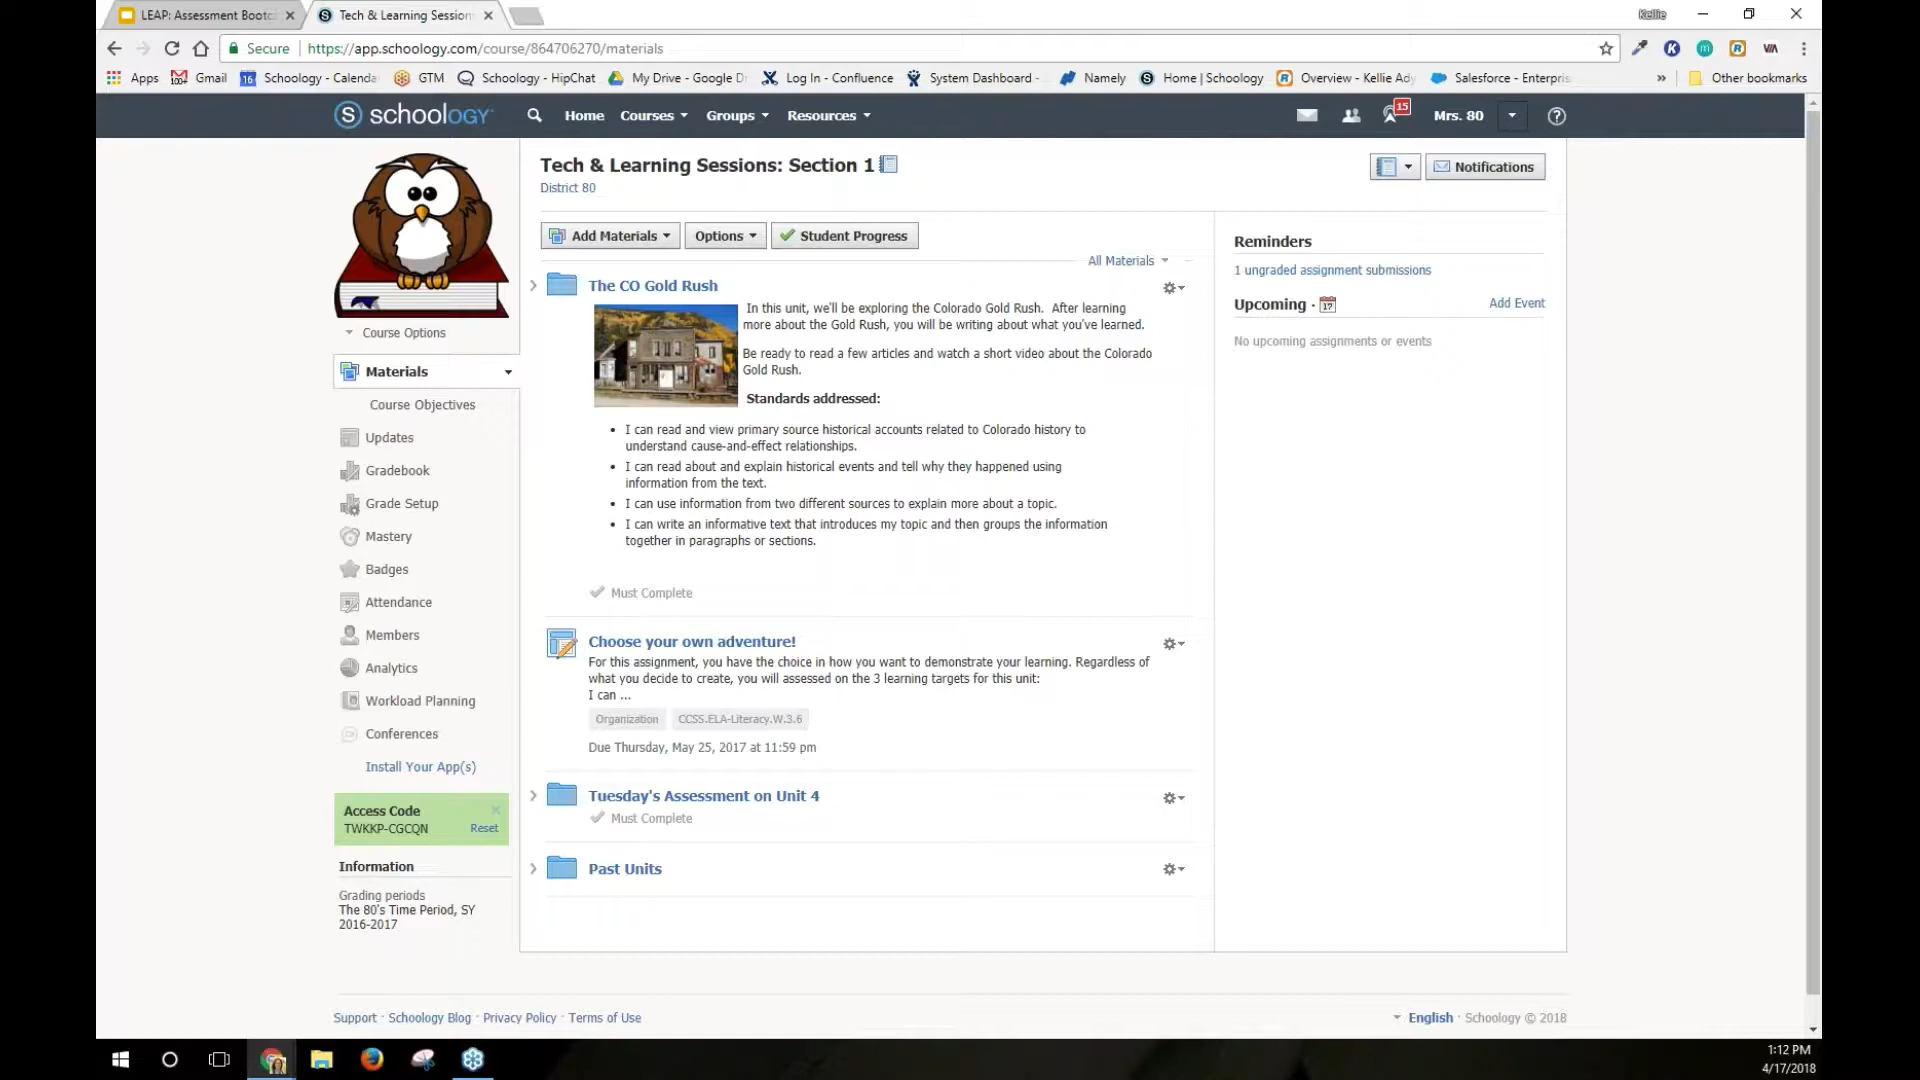 LEAP: Assessment Bootc
Tech & Learning Session
Kellie
Secure
https://app.schoology.com/course/864706270/materials
Apps
Gmail
Schoology - Calenda
GTM
Schoology - HipChat
My Drive - Google D
Log In - Confluence
System Dashboard -
Namely
Home | Schoology
Overview - Kellie Ady
Salesforce - Enterpris
»
Other bookmarks
S schoology
Home
Courses
Groups
Resources
15
Mrs. 80
Tech & Learning Sessions: Section 1
District 80
Notifications
Course Options
Materials
Course Objectives
Updates
Gradebook
Grade Setup
Mastery
Badges
Attendance
Members
Analytics
Workload Planning
Conferences
Install Your App(s)
Access Code
TWKKP-CGCQN
Reset
Information
Grading periods
The 80's Time Period, SY
2016-2017
Add Materials
Options
Student Progress
All Materials
The CO Gold Rush
In this unit, we'll be exploring the Colorado Gold Rush. After learning
more about the Gold Rush, you will be writing about what you've learned.
Be ready to read a few articles and watch a short video about the Colorado
Gold Rush.
Standards addressed:
• I can read and view primary source historical accounts related to Colorado history to
understand cause-and-effect relationships.
• I can read about and explain historical events and tell why they happened using
information from the text.
• I can use information from two different sources to explain more about a topic.
• I can write an informative text that introduces my topic and then groups the information
together in paragraphs or sections.
Must Complete
Choose your own adventure!
For this assignment, you have the choice in how you want to demonstrate your learning. Regardless of
what you decide to create, you will assessed on the 3 learning targets for this unit:
I can ...
Organization
CCSS.ELA-Literacy.W.3.6
Due Thursday, May 25, 2017 at 11:59 pm
Tuesday's Assessment on Unit 4
Must Complete
Past Units
Reminders
1 ungraded assignment submissions
Upcoming ·
Add Event
No upcoming assignments or events
Support · Schoology Blog · Privacy Policy · Terms of Use
English · Schoology © 2018
1:12 PM
4/17/2018